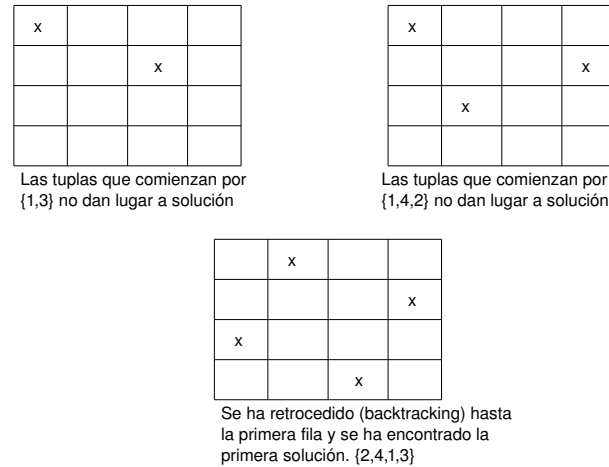 x
x
Las tuplas que comienzan por
{1,3} no dan lugar a solución
x
x
x
Las tuplas que comienzan por
{1,4,2} no dan lugar a solución
x
x
x
x
Se ha retrocedido (backtracking) hasta
la primera fila y se ha encontrado la
primera solución. {2,4,1,3}